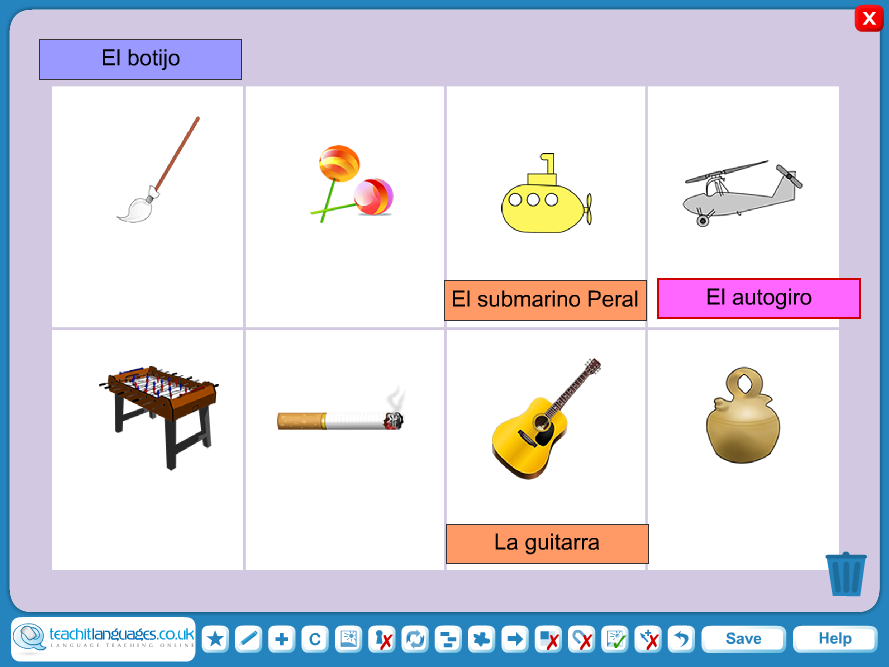 X
El botijo
El submarino Peral
El autogiro
La guitarra
teachitlanguages.co.uk
LANGUAGE TEACHING ONLINE
C
Save
Help